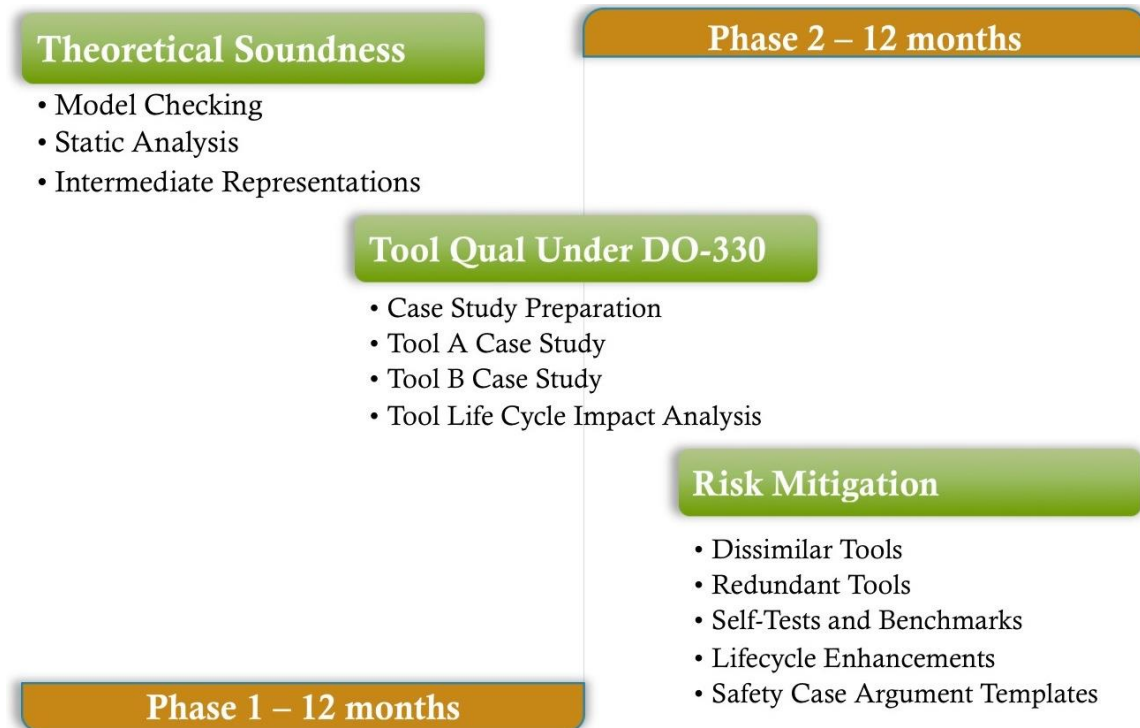 Theoretical Soundness
• Model Checking
• Static Analysis
• Intermediate Representations
Phase 2 – 12 months
Tool Qual Under DO-330
• Case Study Preparation
• Tool A Case Study
• Tool B Case Study
• Tool Life Cycle Impact Analysis
Risk Mitigation
• Dissimilar Tools
• Redundant Tools
• Self-Tests and Benchmarks
• Lifecycle Enhancements
• Safety Case Argument Templates
Phase 1 – 12 months